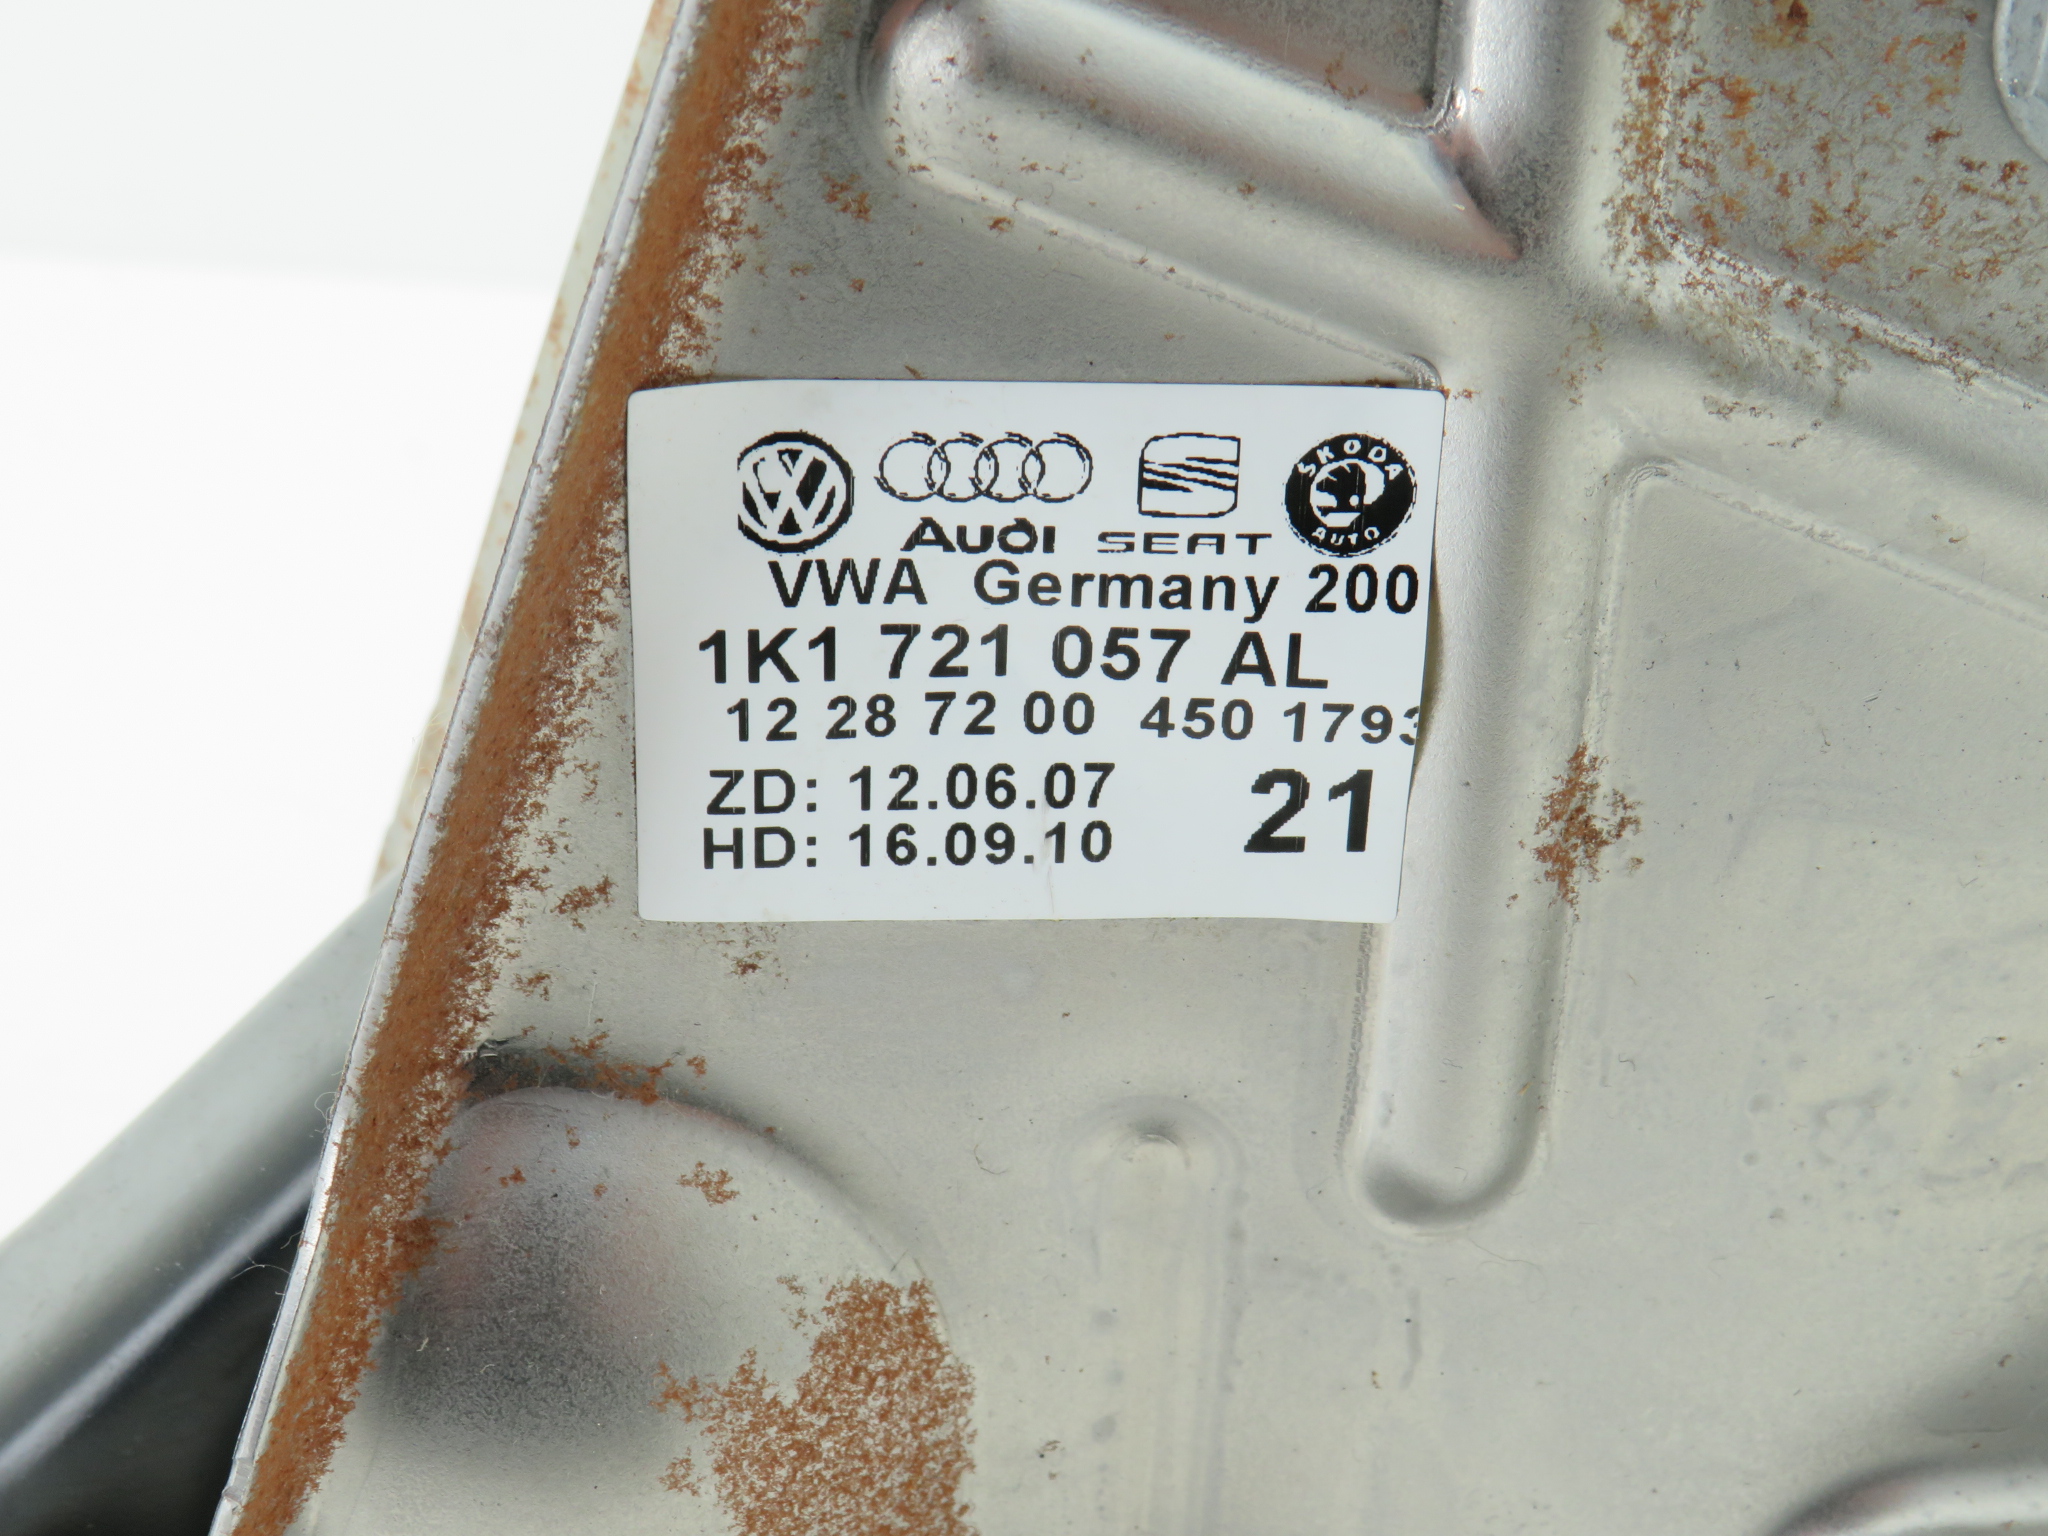 AUDI SEAT ŠKODA AUTO
VWA Germany 200
1K1 721 057 AL
12 28 72 00 450 1793
ZD: 12.06.07
HD: 16.09.10 21